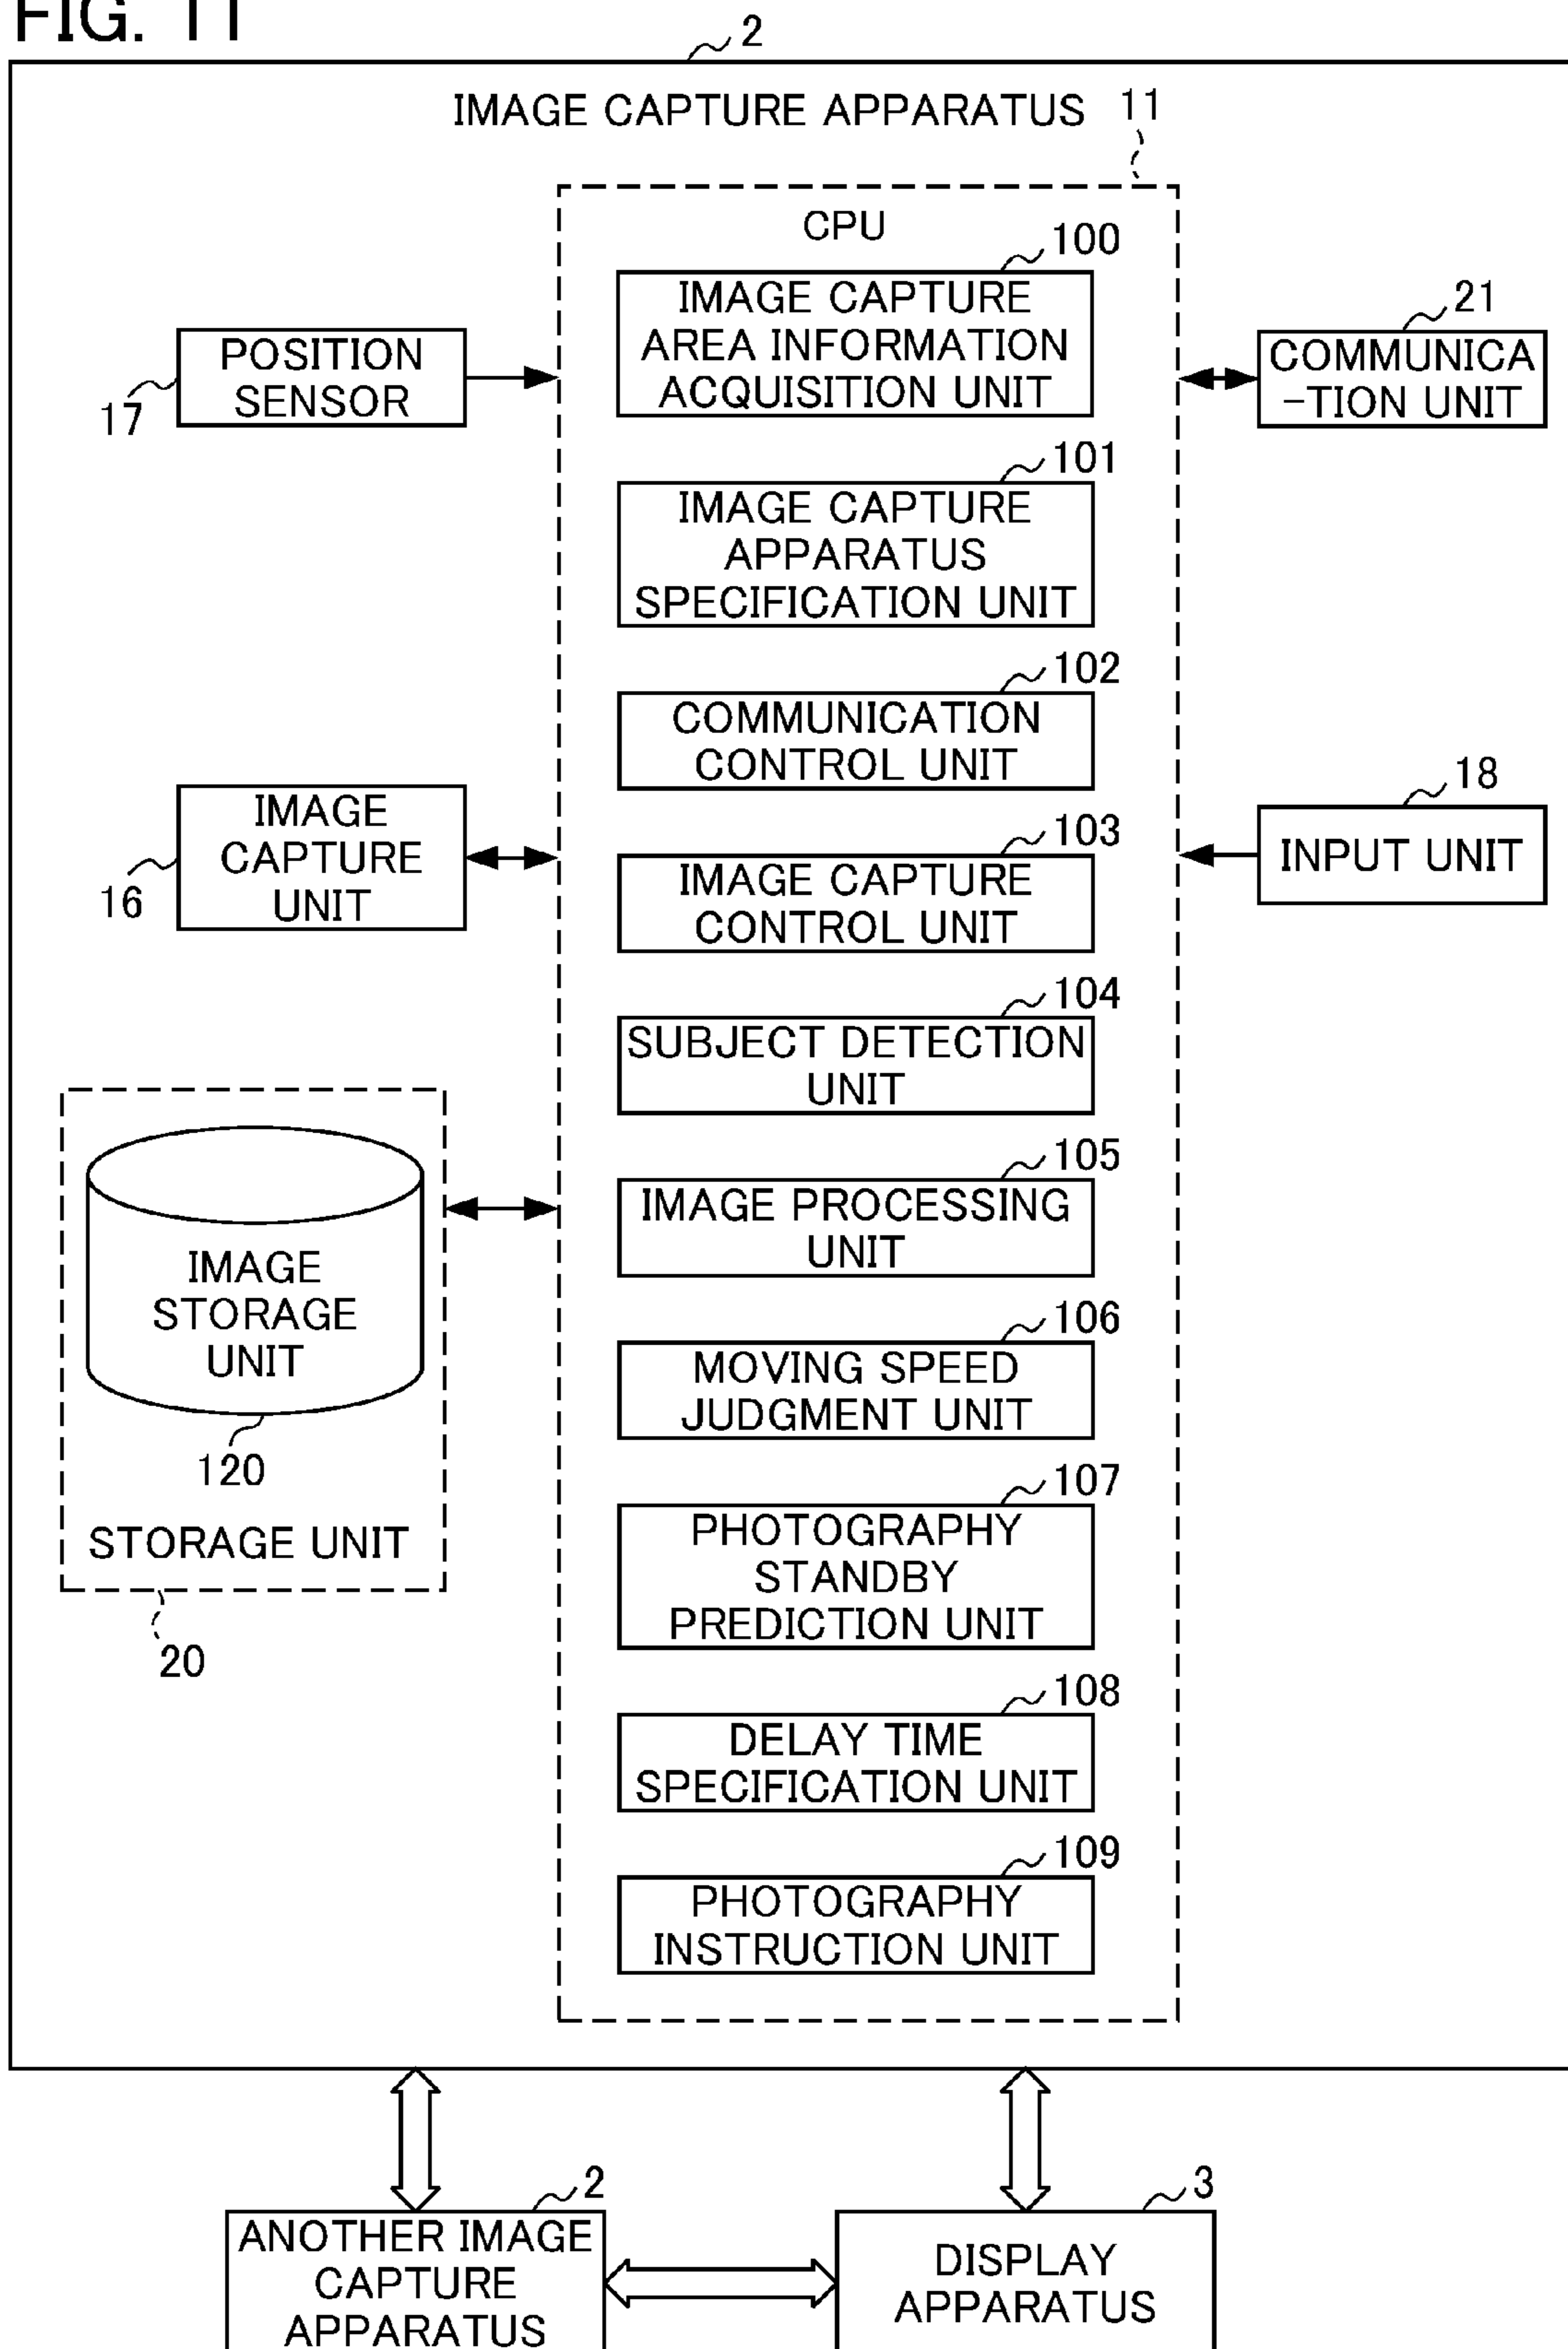 FIG. 11
2
IMAGE CAPTURE APPARATUS
11
CPU
100
IMAGE CAPTURE
AREA INFORMATION
ACQUISITION UNIT
POSITION
SENSOR
17
21
COMMUNICA
-TION UNIT
101
IMAGE CAPTURE
APPARATUS
SPECIFICATION UNIT
102
COMMUNICATION
CONTROL UNIT
IMAGE
CAPTURE
UNIT
16
18
INPUT UNIT
103
IMAGE CAPTURE
CONTROL UNIT
104
SUBJECT DETECTION
UNIT
105
IMAGE PROCESSING
UNIT
IMAGE
STORAGE
UNIT
120
STORAGE UNIT
20
106
MOVING SPEED
JUDGMENT UNIT
107
PHOTOGRAPHY
STANDBY
PREDICTION UNIT
108
DELAY TIME
SPECIFICATION UNIT
109
PHOTOGRAPHY
INSTRUCTION UNIT
2
ANOTHER IMAGE
CAPTURE
APPARATUS
3
DISPLAY
APPARATUS